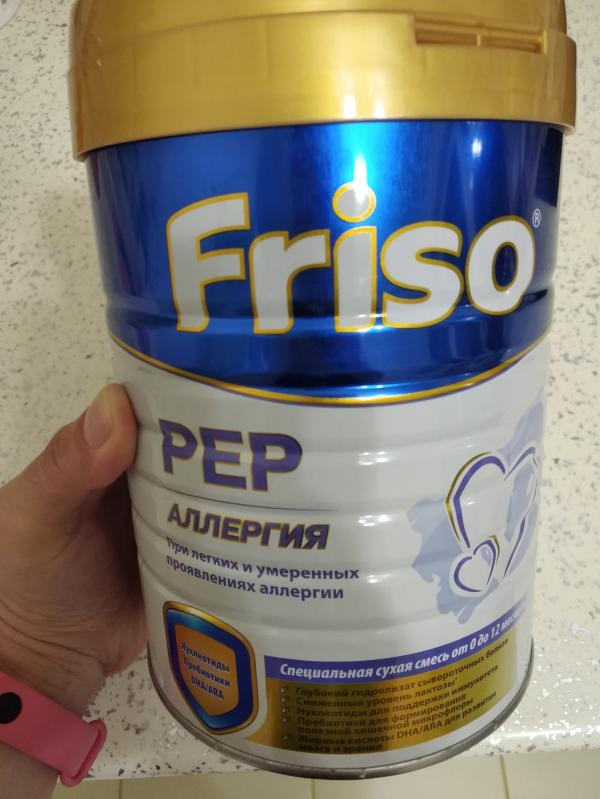 Friso®
PEP
АЛЛЕРГИЯ
При легких и умеренных
проявлениях аллергии
Нуклеотиды
Пребиотики
DHA/ARA
Специальная сухая смесь от 0 до 12 месяцев
Глубокий гидролизат сывороточных белков
Сниженный уровень лактозы
Нуклеотиды для поддержки иммунитета
Пребиотики для формирования
полезной кишечной микрофлоры
Жирные кислоты DHA/ARA для развития
мозга и зрения